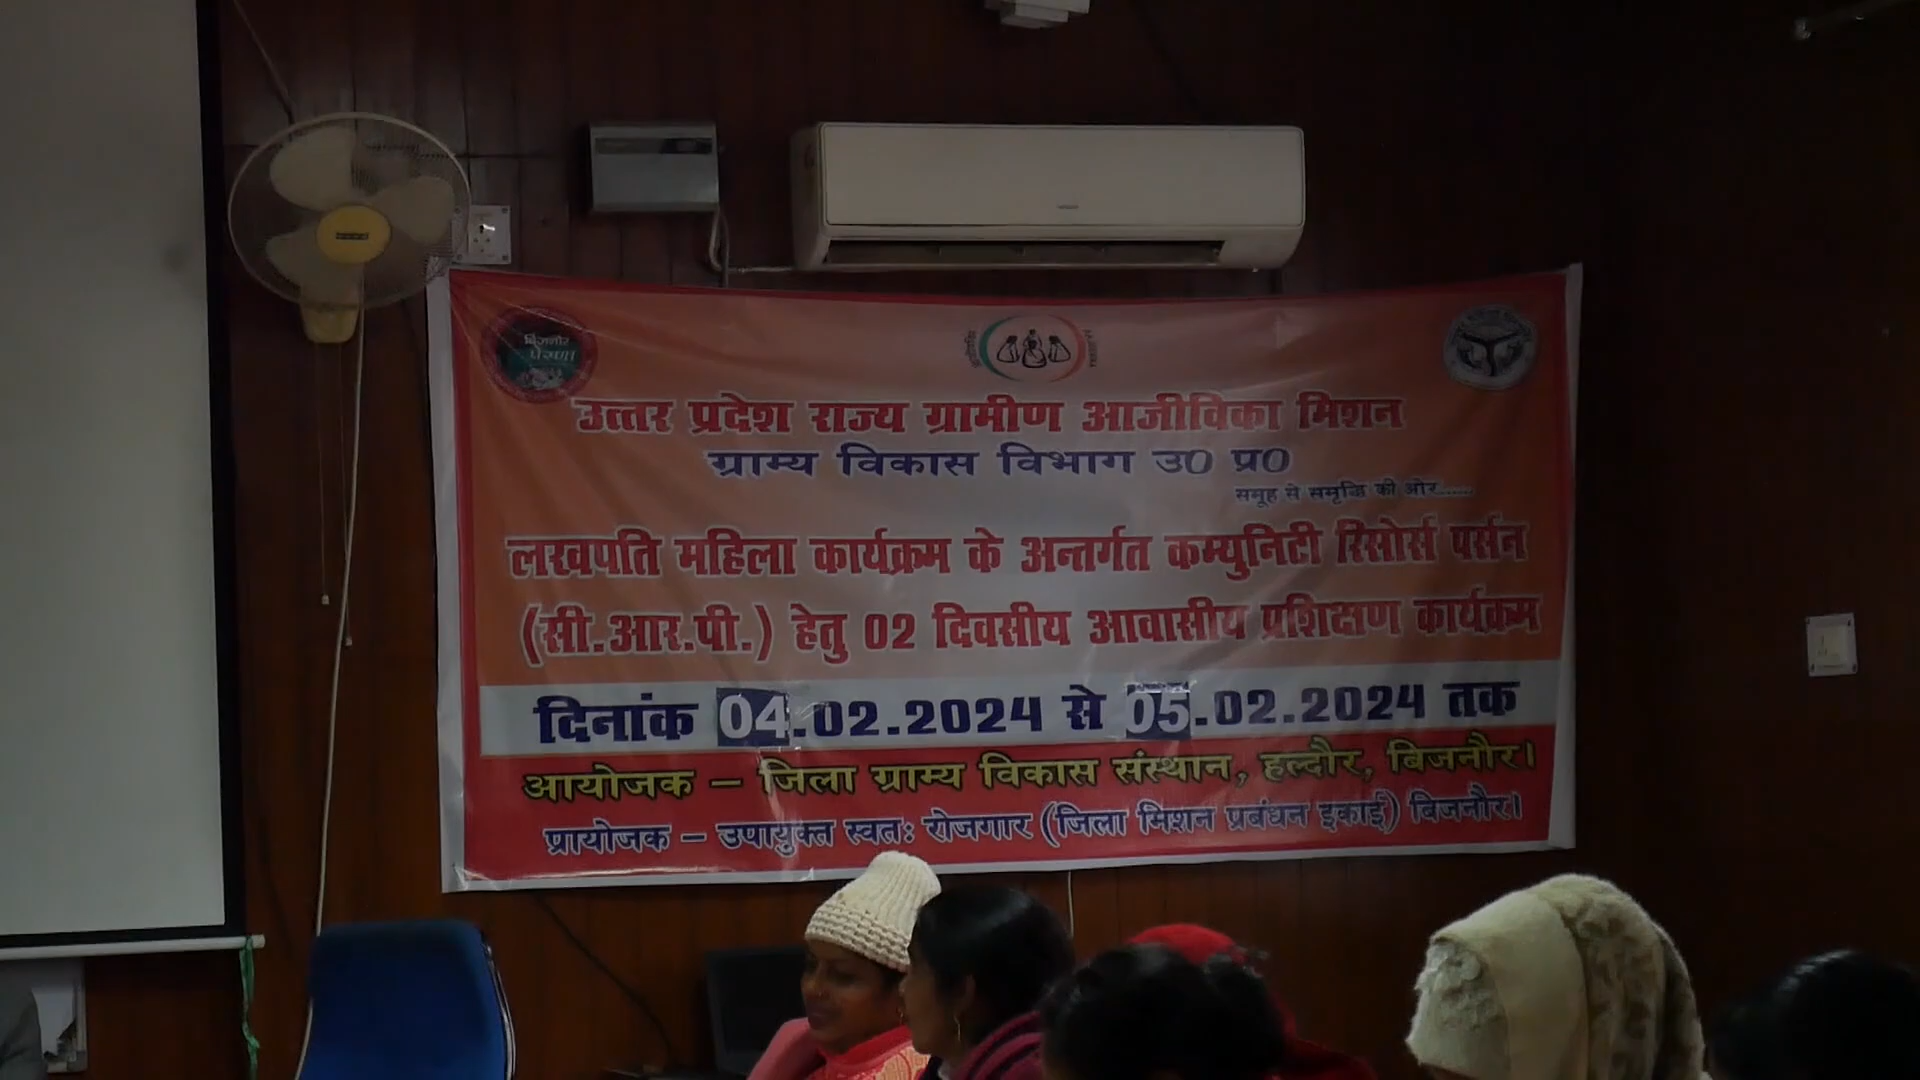 बिजनौर
प्रेरणा
उत्तर प्रदेश राज्य ग्रामीण आजीविका मिशन
ग्राम्य विकास विभाग उ0 प्र0
समूह से समृद्धि की ओर......
लखपति महिला कार्यक्रम के अन्तर्गत कम्युनिटी रिसोर्स पर्सन
(सी.आर.पी.) हेतु 02 दिवसीय आवासीय प्रशिक्षण कार्यक्रम
दिनांक 04.02.2024 से 05.02.2024 तक
आयोजक – जिला ग्राम्य विकास संस्थान, हल्दौर, बिजनौर।
प्रायोजक – उपायुक्त स्वतः रोजगार (जिला मिशन प्रबंधन इकाई) बिजनौर।